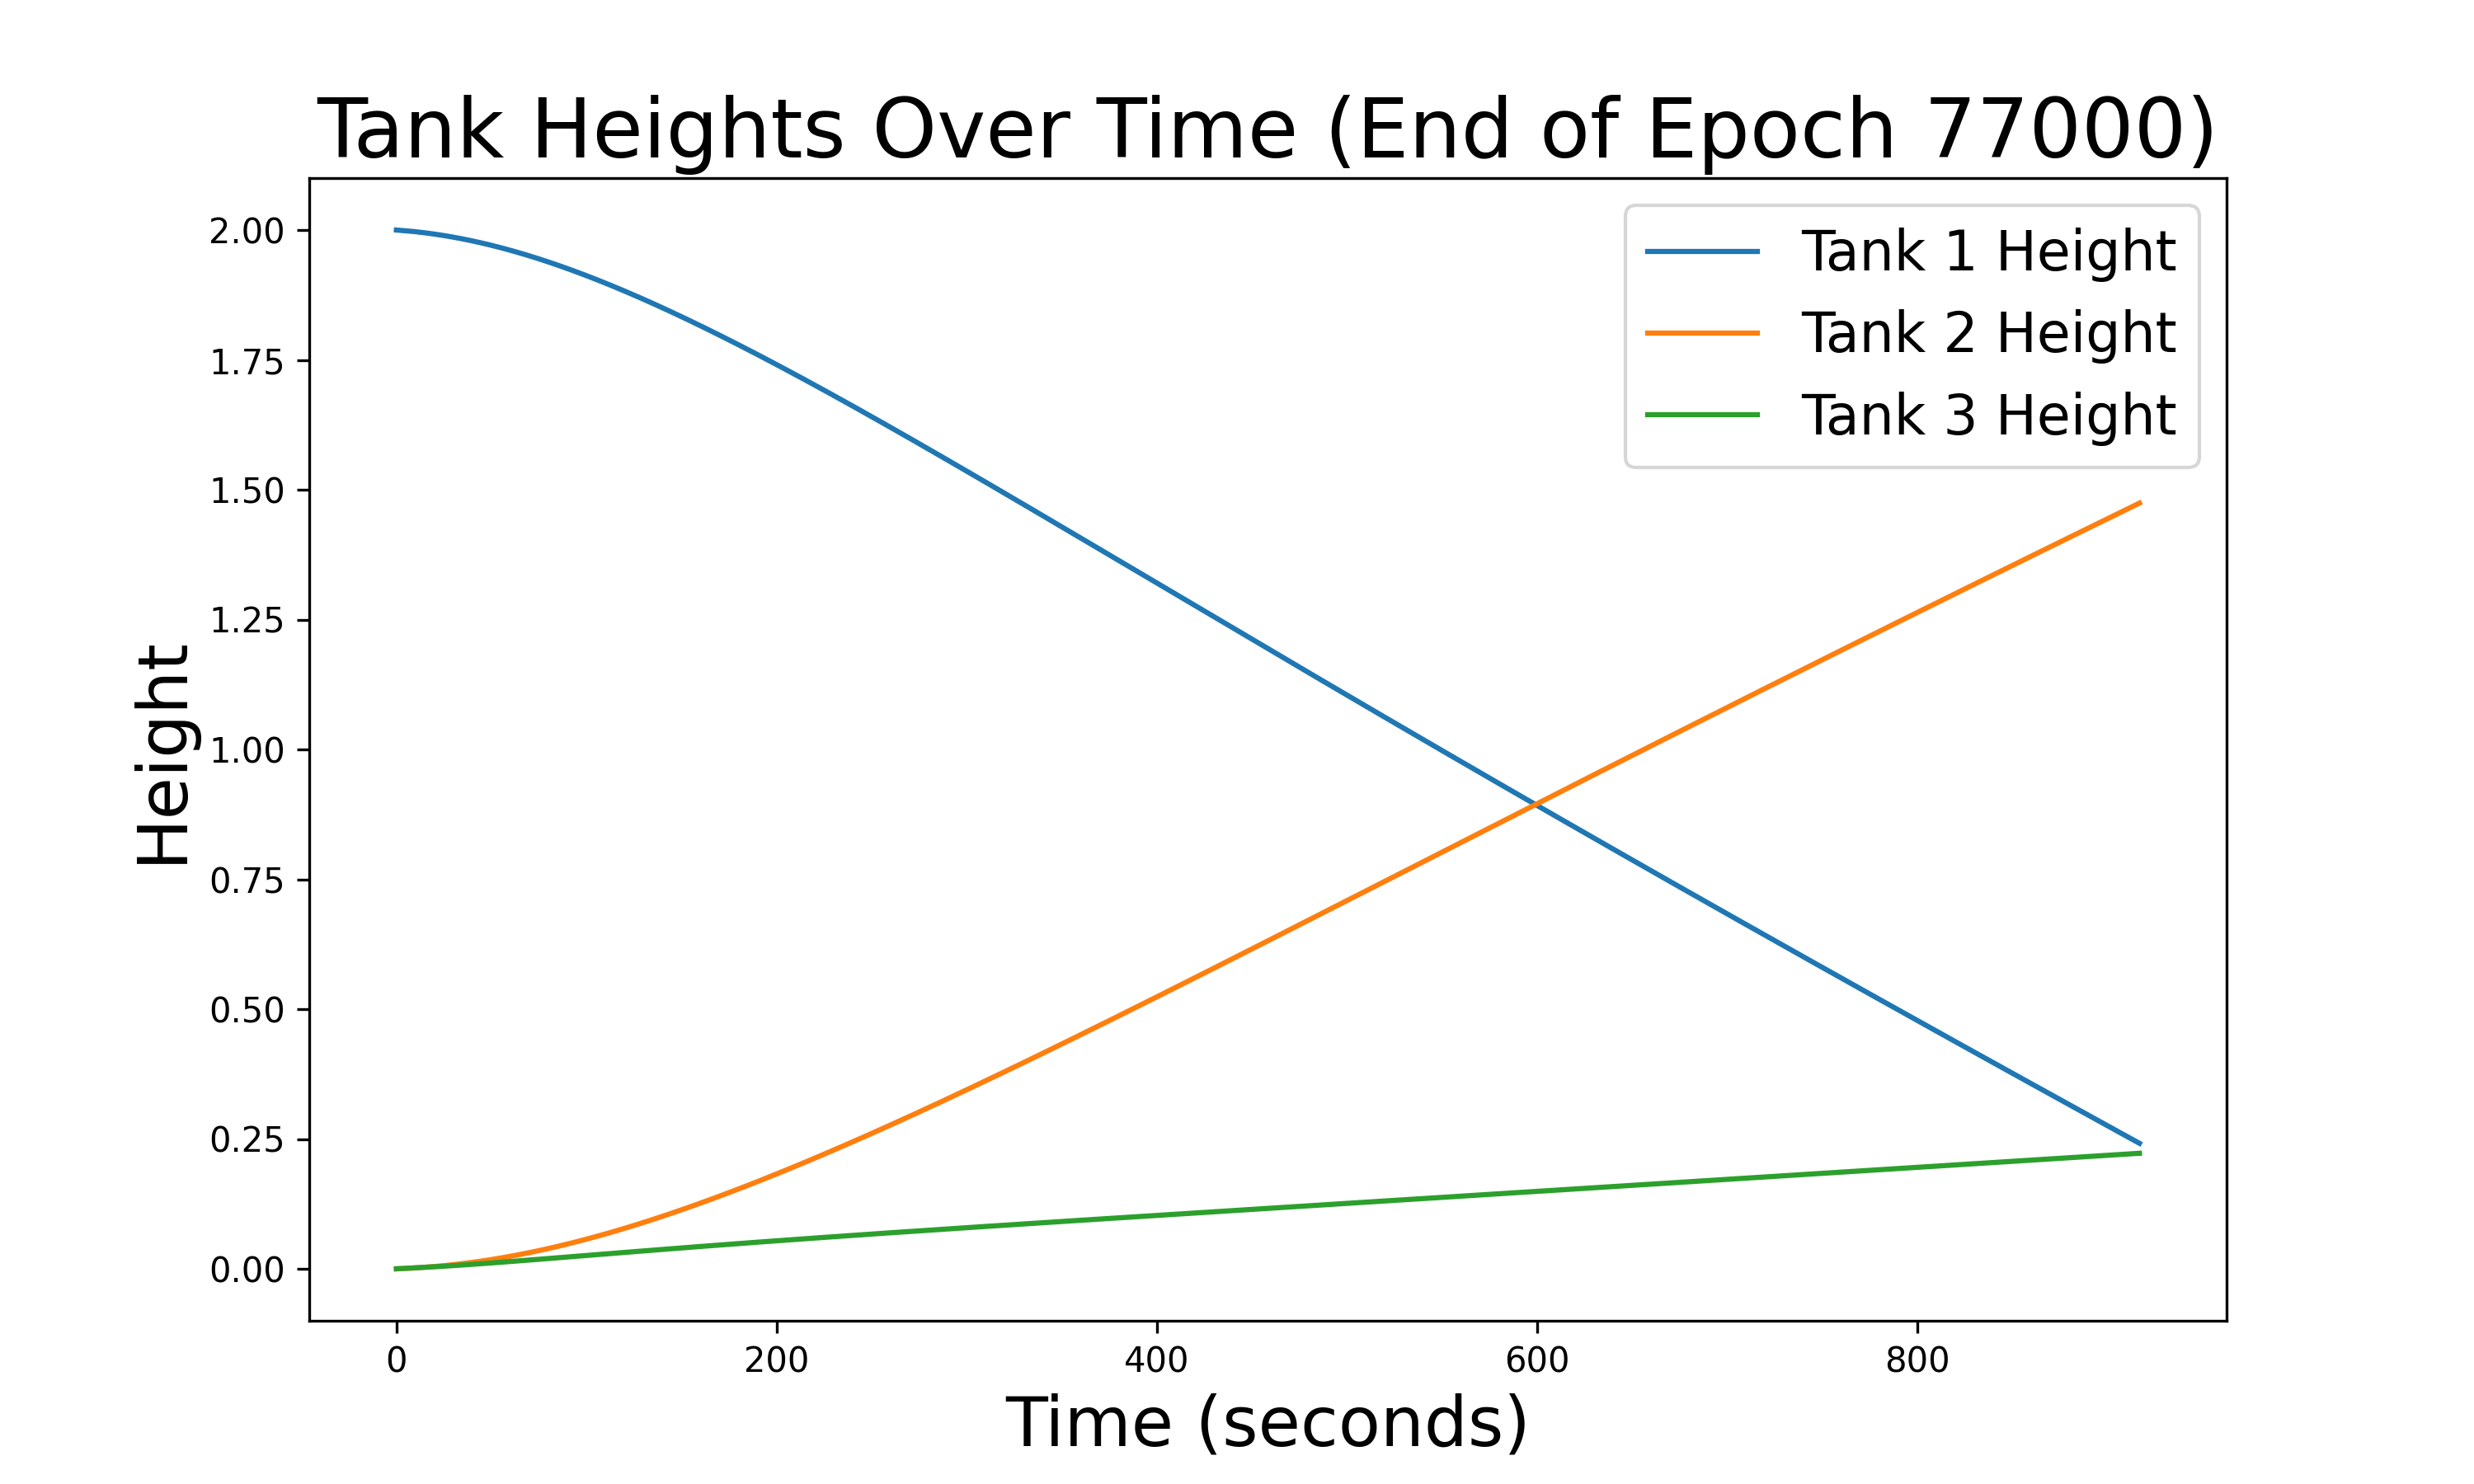 Tank Heights Over Time (End of Epoch 77000)
Tank 1 Height
Tank 2 Height
Tank 3 Height
Height
2.00
1.75
1.50
1.25
1.00
0.75
0.50
0.25
0.00
0 200 400 600 800
Time (seconds)